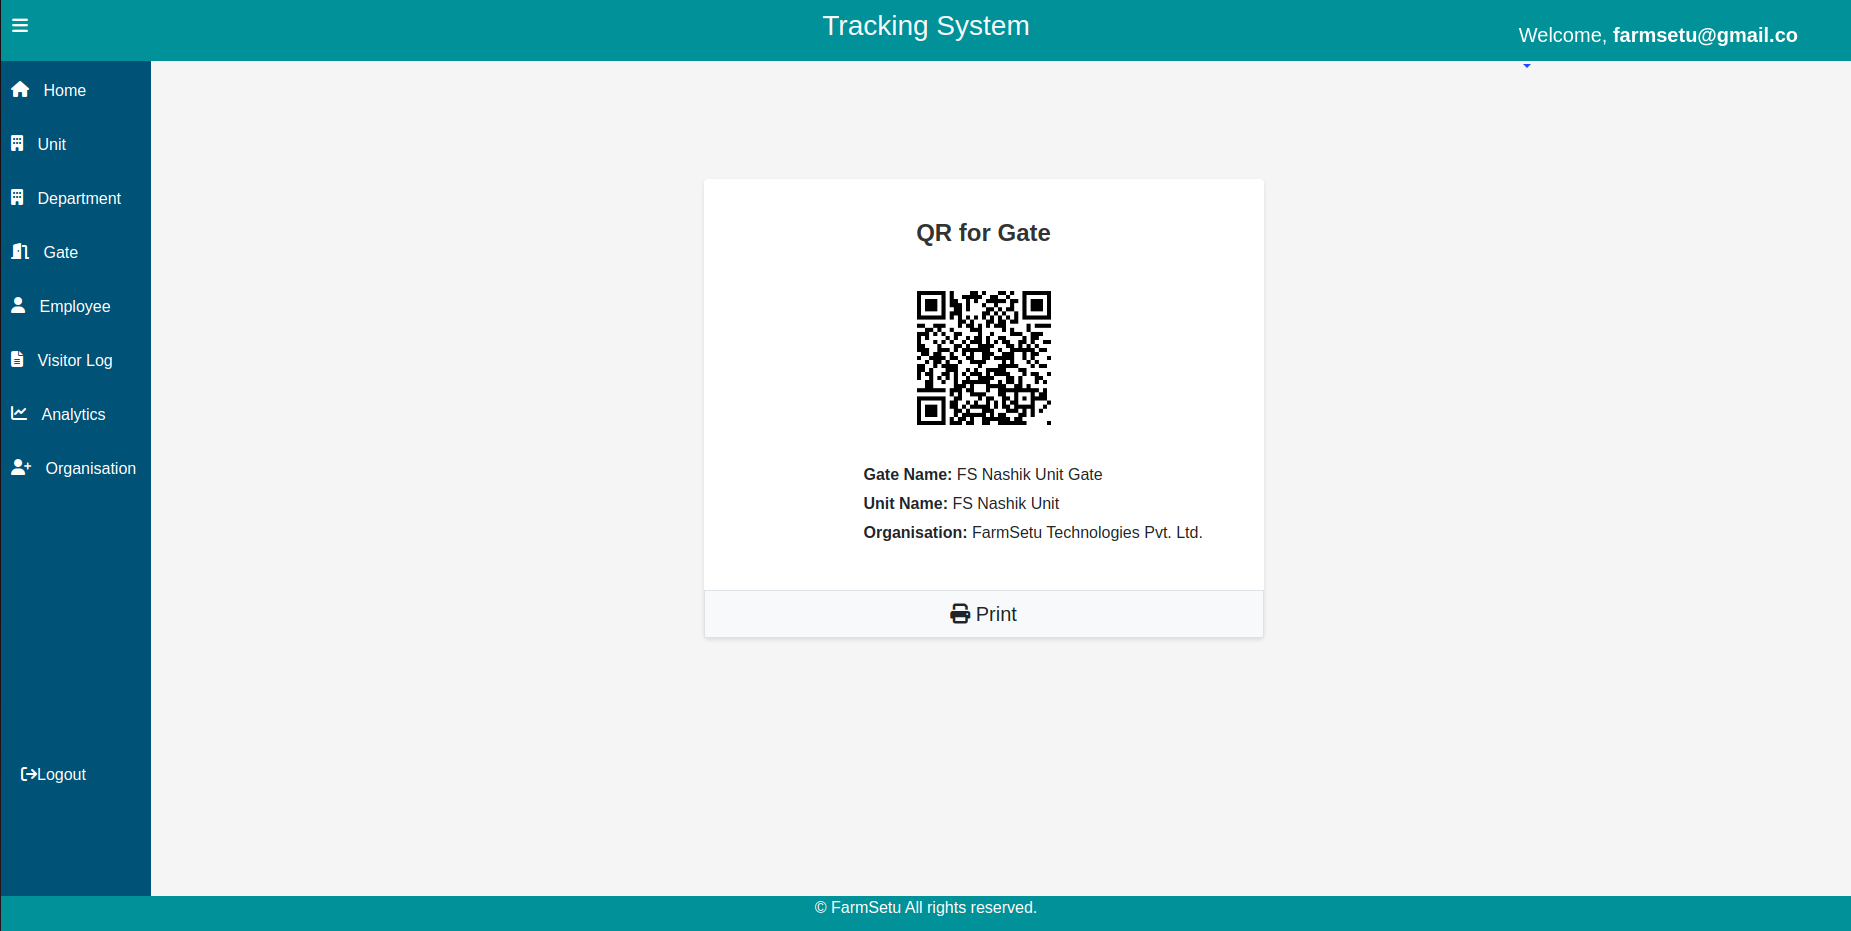 Tracking System
Welcome, farmsetu@gmail.co
Home
Unit
Department
Gate
Employee
Visitor Log
Analytics
Organisation
Logout
QR for Gate
Gate Name: FS Nashik Unit Gate
Unit Name: FS Nashik Unit
Organisation: FarmSetu Technologies Pvt. Ltd.
Print
© FarmSetu All rights reserved.